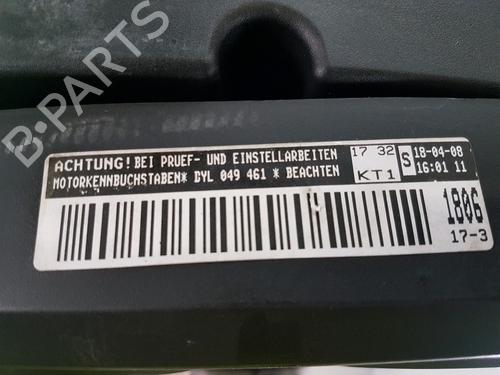 B-PARTS
ACHTUNG! BEI PRUEF- UND EINSTELLARBEITEN
MOTORKENNBUCHSTABEN* BYL 049 461 * BEACHTEN
17 32
KT1
S
18-04-08
16:01 11
1806
17-3